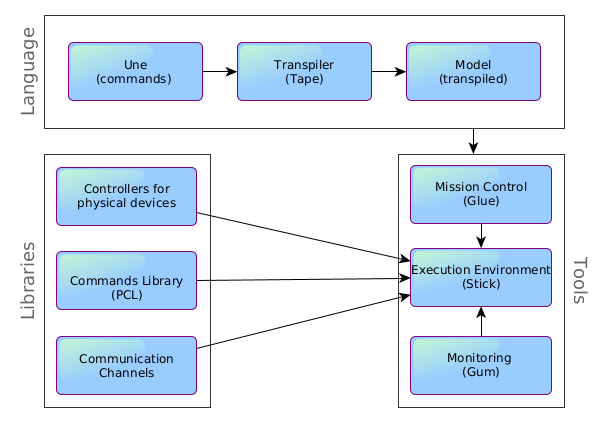 Language
Une
(commands)
Transpiler
(Tape)
Model
(transpiled)
Libraries
Controllers for
physical devices
Commands Library
(PCL)
Communication
Channels
Mission Control
(Glue)
Execution Environment
(Stick)
Monitoring
(Gum)
Tools